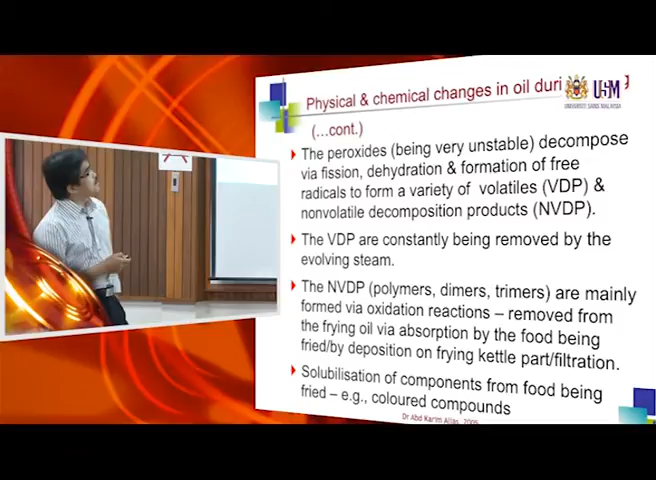 Physical & chemical changes in oil duri
(...cont.)
The peroxides (being very unstable) decompose
via fission, dehydration & formation of free
radicals to form a variety of volatiles (VDP) &
nonvolatile decomposition products (NVDP).
The VDP are constantly being removed by the
evolving steam.
The NVDP (polymers, dimers, trimers) are mainly
formed via oxidation reactions – removed from
the frying oil via absorption by the food being
fried/by deposition on frying kettle part/filtration.
Solubilisation of components from food being
fried – e.g., coloured compounds
Dr Abd Karim Alias, 2005
USM
UNIVERSITI SAINS MALAYSIA